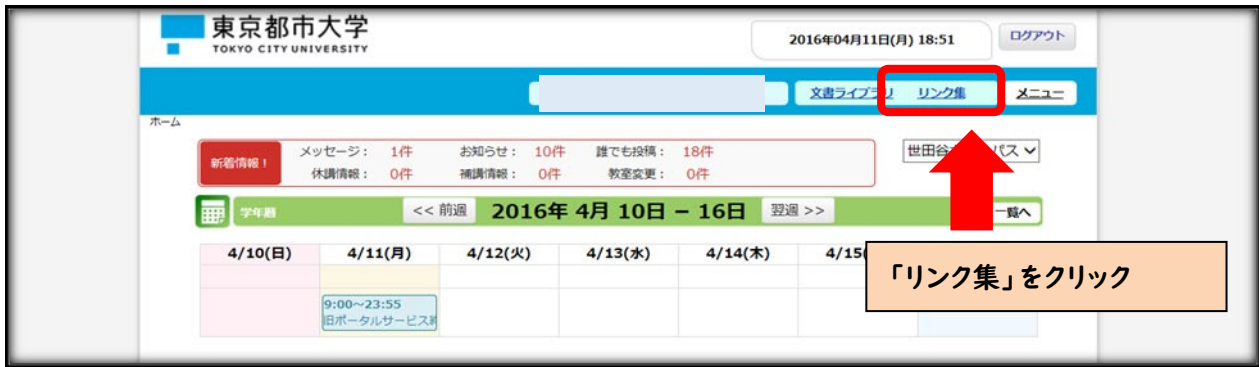 東京都市大学
TOKYO CITY UNIVERSITY
2016年04月11日(月) 18:51
ログアウト
文書ライブラリ リンク集 メニュー
ホーム
新着情報！
メッセージ： 1件 お知らせ： 10件 誰でも投稿： 18件
休講情報： 0件 補講情報： 0件 教室変更： 0件
世田谷 パス
学年暦 << 前週 2016年 4月 10日 － 16日 翌週 >> 一覧へ
4/10(日) 4/11(月) 4/12(火) 4/13(水) 4/14(木) 4/15(
「リンク集」をクリック
9:00～23:55
旧ポータルサービス